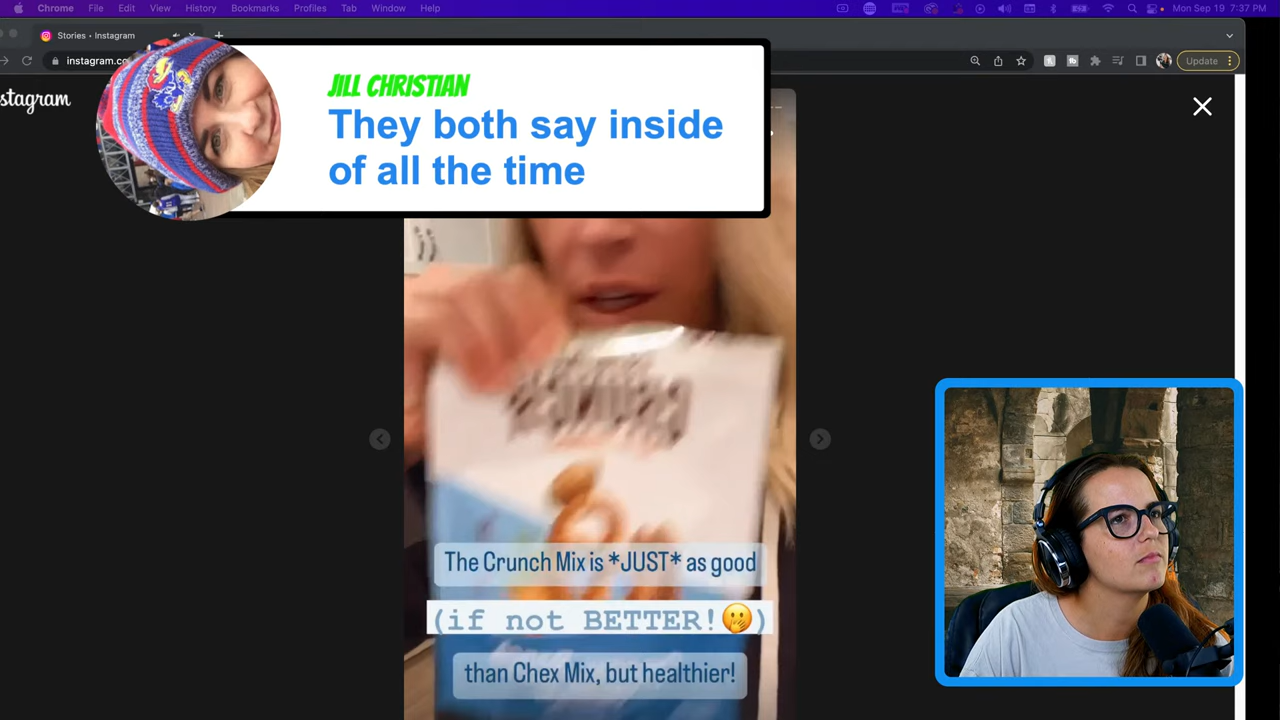 Chrome File Edit View History Bookmarks Profiles Tab Window Help Mon Sep 19 7:37 PM
Stories • Instagram
instagram.co Update
stagram
JILL CHRISTIAN
They both say inside
of all the time
CRUNCH
The Crunch Mix is *JUST* as good
(if not BETTER!🤭)
than Chex Mix, but healthier!